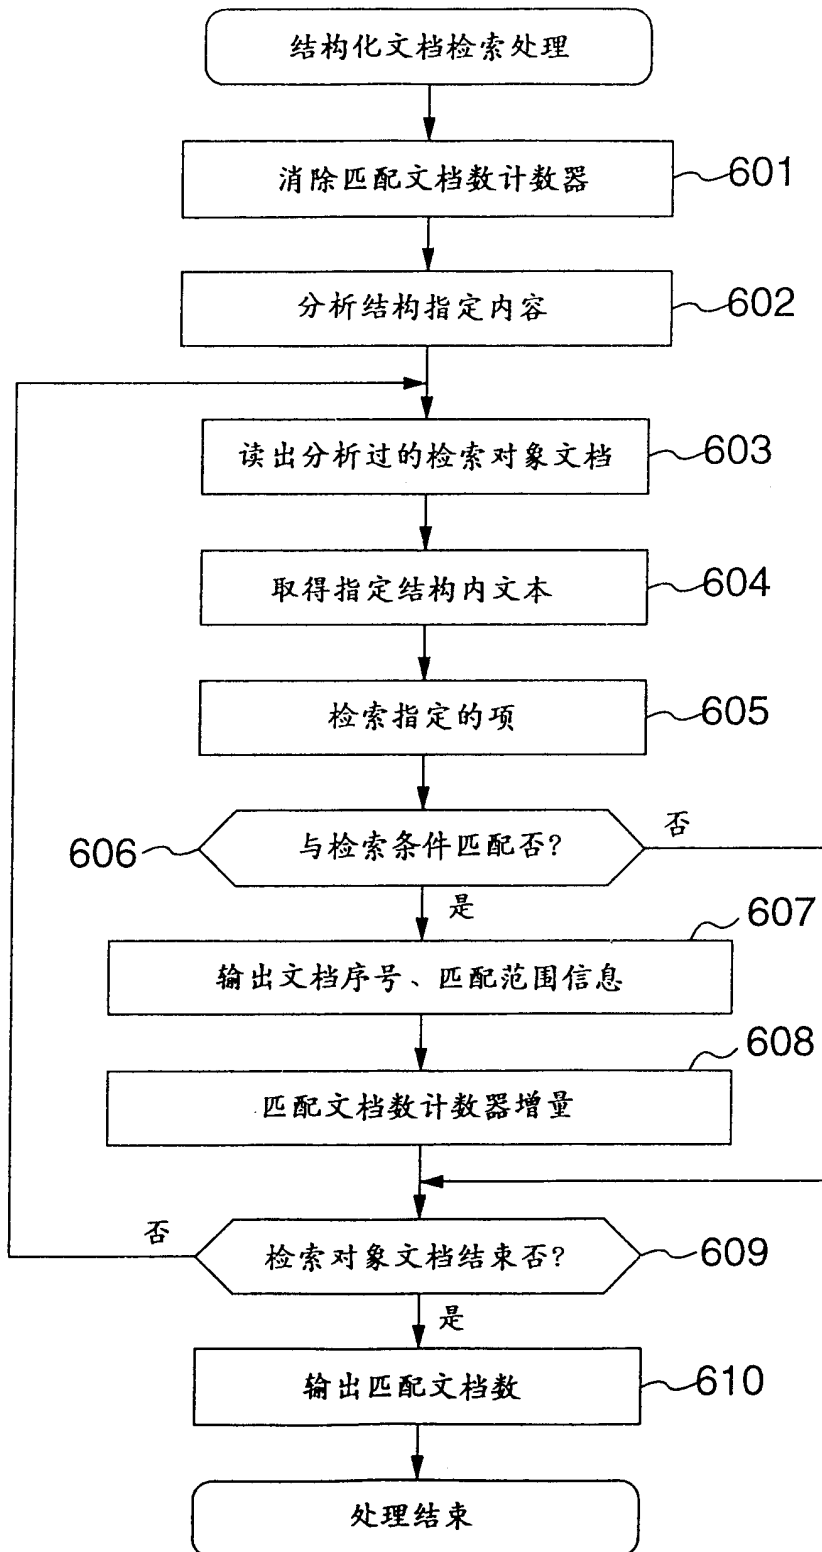 结构化文档检索处理
消除匹配文档数计数器
601
分析结构指定内容
602
读出分析过的检索对象文档
603
取得指定结构内文本
604
检索指定的项
605
606
与检索条件匹配否?
否
是
607
输出文档序号、匹配范围信息
608
匹配文档数计数器增量
否
检索对象文档结束否?
609
是
输出匹配文档数
610
处理结束